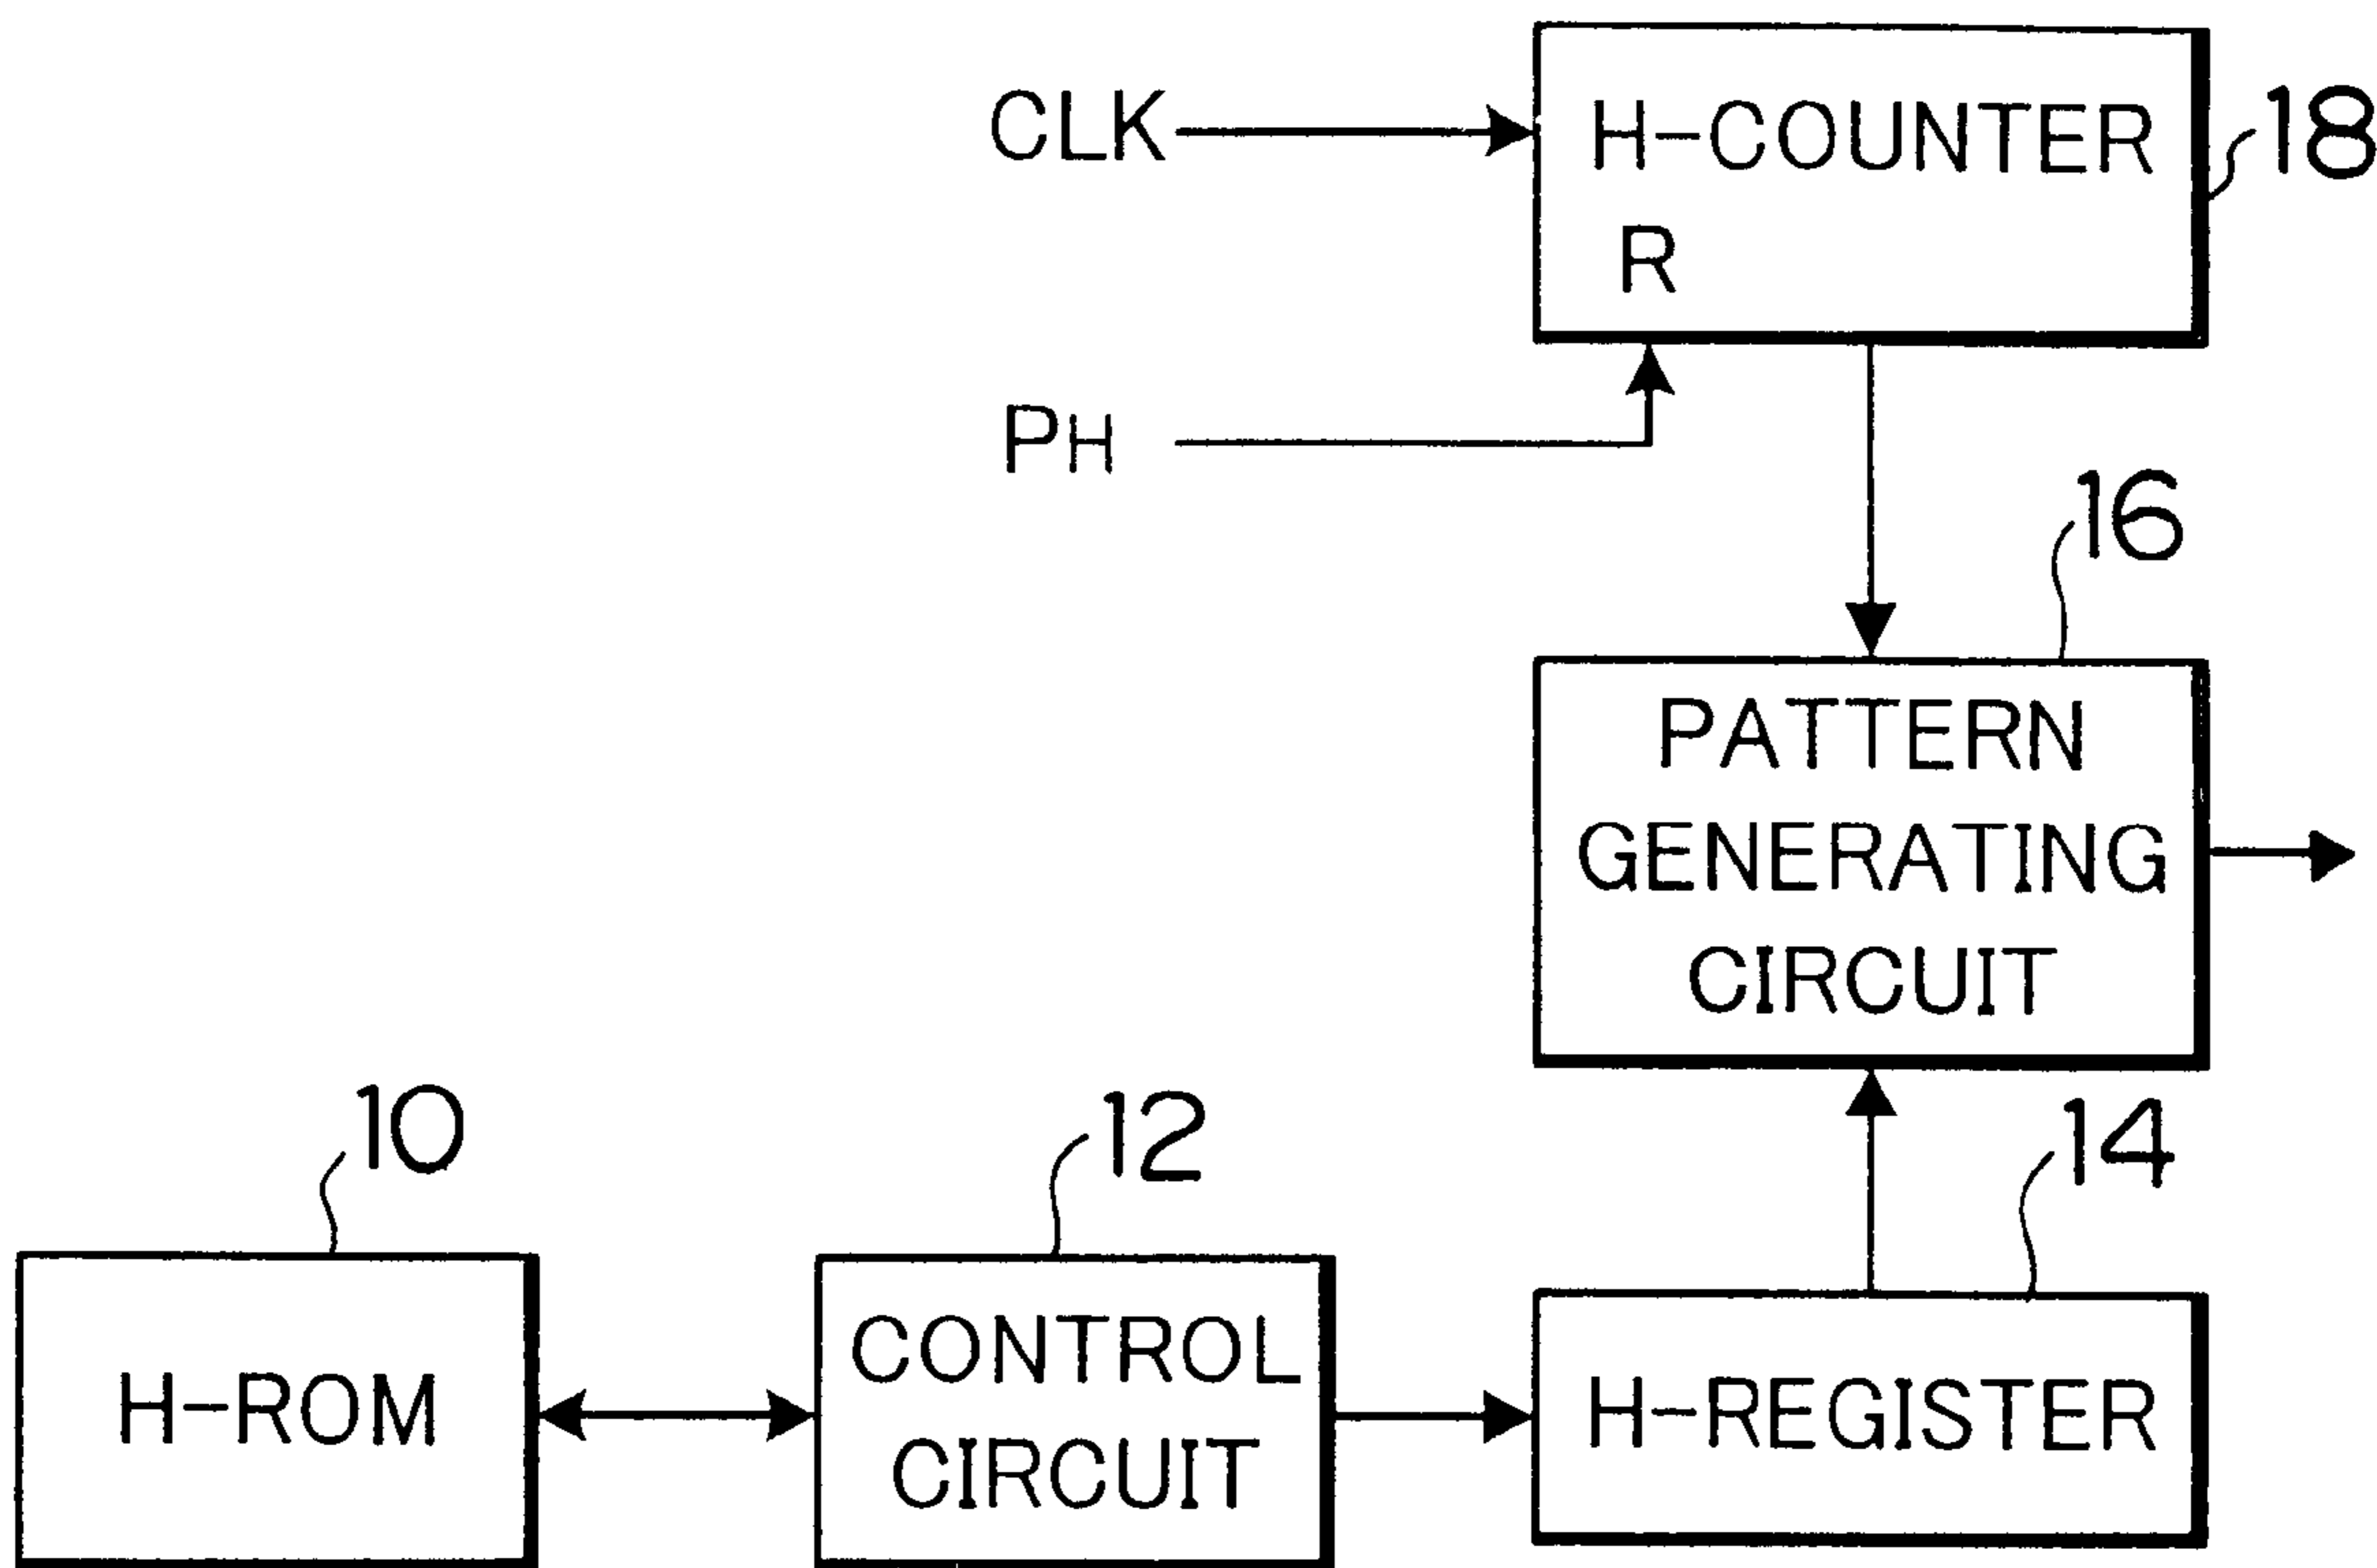 CLK
H-COUNTER
18
R
PH
16
PATTERN
GENERATING
CIRCUIT
10
12
14
H-ROM
CONTROL
CIRCUIT
H-REGISTER